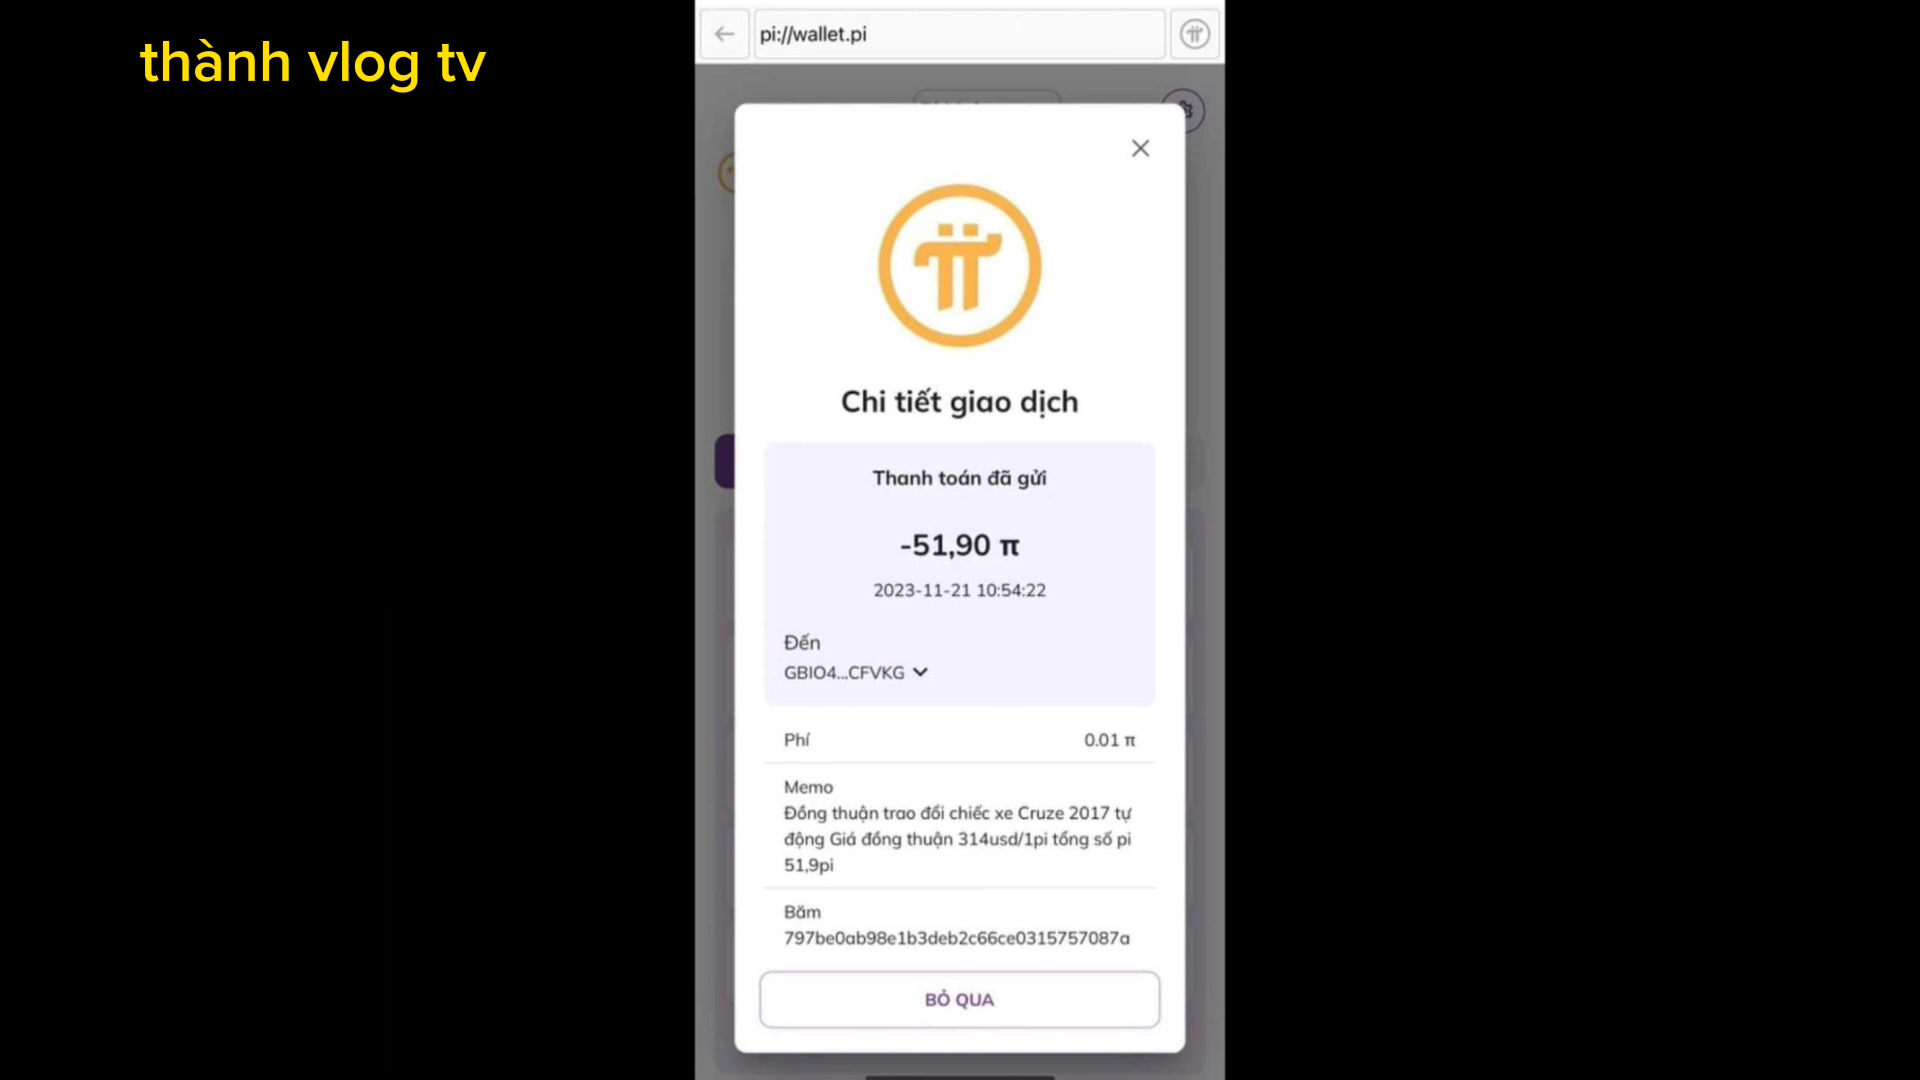 thành vlog tv
pi://wallet.pi
Chi tiết giao dịch
Thanh toán đã gửi
-51,90 π
2023-11-21 10:54:22
Đến
GBIO4...CFVKG
Phí 0.01 π
Memo
Đồng thuận trao đổi chiếc xe Cruze 2017 tự
động Giá đồng thuận 314usd/1pi tổng số pi
51,9pi
Băm
797be0ab98e1b3deb2c66ce0315757087a
BỎ QUA